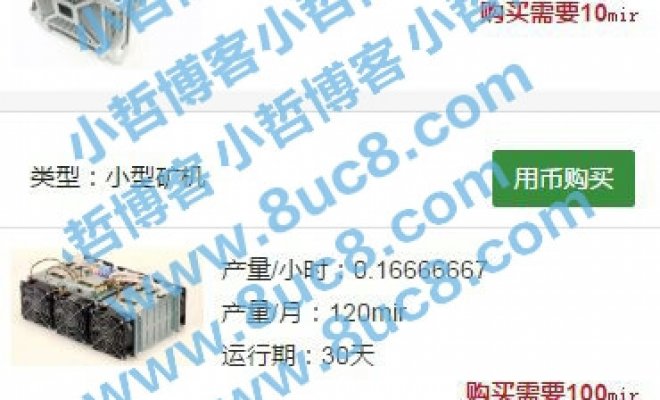 购买需要10mir
小哲博客 小哲博客 小哲博客
www.8uc8.com
类型：小型矿机
用币购买
小哲博客
www.8uc8.com
产量/小时：0.16666667
产量/月：120mir
运行期：30天
www.8uc8.com
购买需要100mir